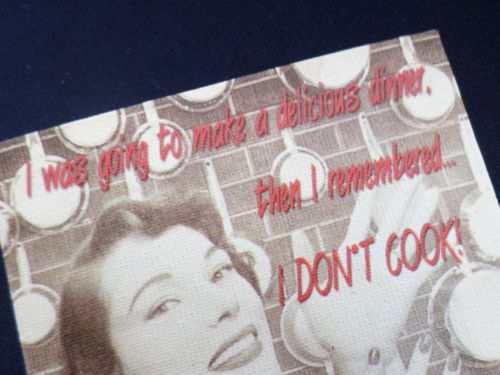 I was going to make a delicious dinner,
then I remembered...
I DON'T COOK!